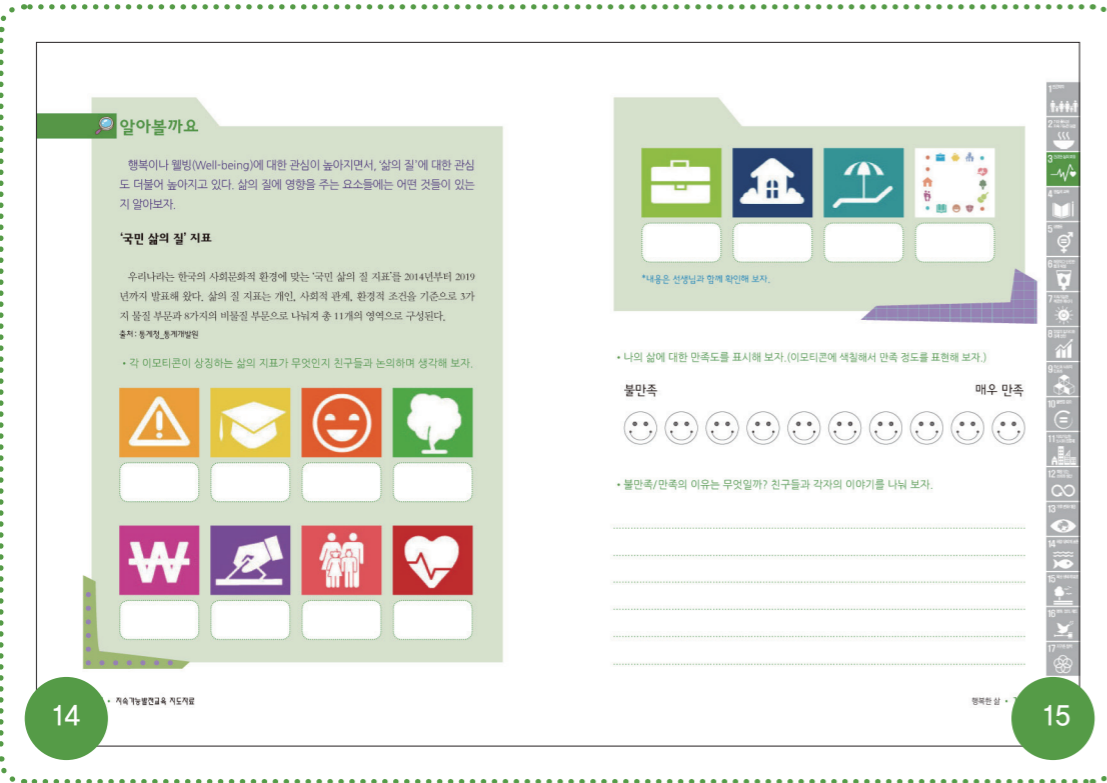 알아볼까요
행복이나 웰빙(Well-being)에 대한 관심이 높아지면서, ‘삶의 질’에 대한 관심
도 더불어 높아지고 있다. 삶의 질에 영향을 주는 요소들에는 어떤 것들이 있는
지 알아보자.
‘국민 삶의 질’ 지표
우리나라는 한국의 사회문화적 환경에 맞는 ‘국민 삶의 질 지표’를 2014년부터 2019
년까지 발표해 왔다. 삶의 질 지표는 개인, 사회적 관계, 환경적 조건을 기준으로 3가
지 물질 부문과 8가지의 비물질 부문으로 나눠져 총 11개의 영역으로 구성된다.
출처: 통계청_통계개발원
• 각 이모티콘이 상징하는 삶의 지표가 무엇인지 친구들과 논의하며 생각해 보자.
• 지속가능발전교육 지도자료
14
*내용은 선생님과 함께 확인해 보자.
• 나의 삶에 대한 만족도를 표시해 보자.(이모티콘에 색칠해서 만족 정도를 표현해 보자.)
불만족 매우 만족
• 불만족/만족의 이유는 무엇일까? 친구들과 각자의 이야기를 나눠 보자.
행복한 삶 •
15
1
2
3
4
5
6
7
8
9
10
11
12
13
14
15
16
17